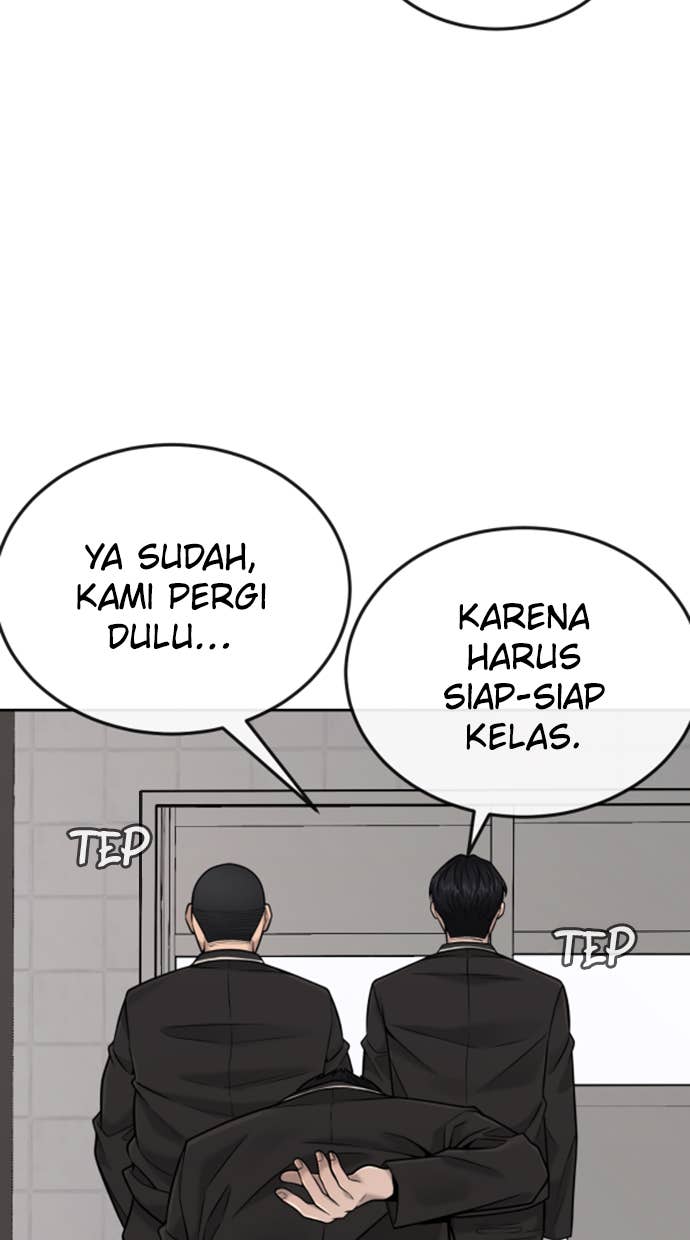 YA SUDAH,
KAMI PERGI
DULU...
KARENA
HARUS
SIAP-SIAP
KELAS.
TEP
TEP